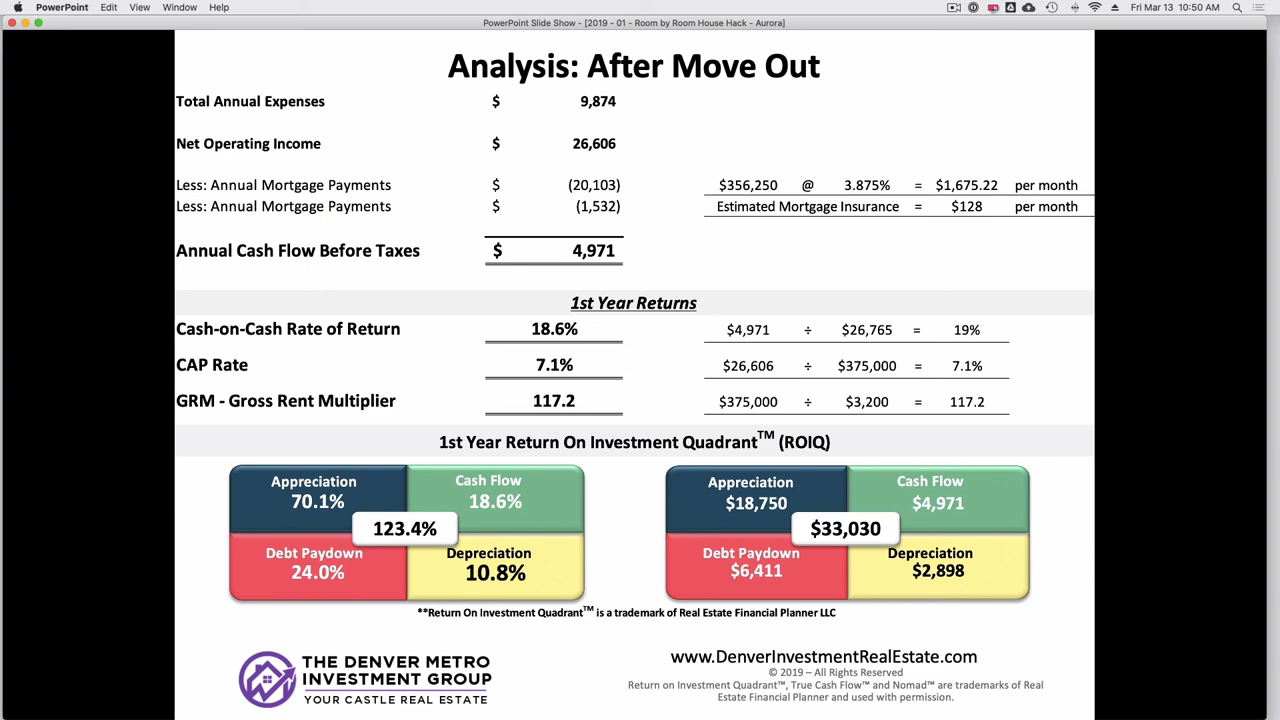 PowerPoint Edit View Window Help Fri Mar 13 10:50 AM
PowerPoint Slide Show - [2019 - 01 - Room by Room House Hack - Aurora]
Analysis: After Move Out
Total Annual Expenses $ 9,874
Net Operating Income $ 26,606
Less: Annual Mortgage Payments $ (20,103) $356,250 @ 3.875% = $1,675.22 per month
Less: Annual Mortgage Payments $ (1,532) Estimated Mortgage Insurance = $128 per month
Annual Cash Flow Before Taxes $ 4,971
1st Year Returns
Cash-on-Cash Rate of Return 18.6% $4,971 ÷ $26,765 = 19%
CAP Rate 7.1% $26,606 ÷ $375,000 = 7.1%
GRM - Gross Rent Multiplier 117.2 $375,000 ÷ $3,200 = 117.2
1st Year Return On Investment Quadrant™ (ROIQ)
Appreciation Cash Flow
70.1% 18.6%
123.4%
Debt Paydown Depreciation
24.0% 10.8%
Appreciation Cash Flow
$18,750 $4,971
$33,030
Debt Paydown Depreciation
$6,411 $2,898
**Return On Investment Quadrant™ is a trademark of Real Estate Financial Planner LLC
THE DENVER METRO
INVESTMENT GROUP
YOUR CASTLE REAL ESTATE
www.DenverInvestmentRealEstate.com
© 2019 – All Rights Reserved
Return on Investment Quadrant™, True Cash Flow™ and Nomad™ are trademarks of Real
Estate Financial Planner and used with permission.